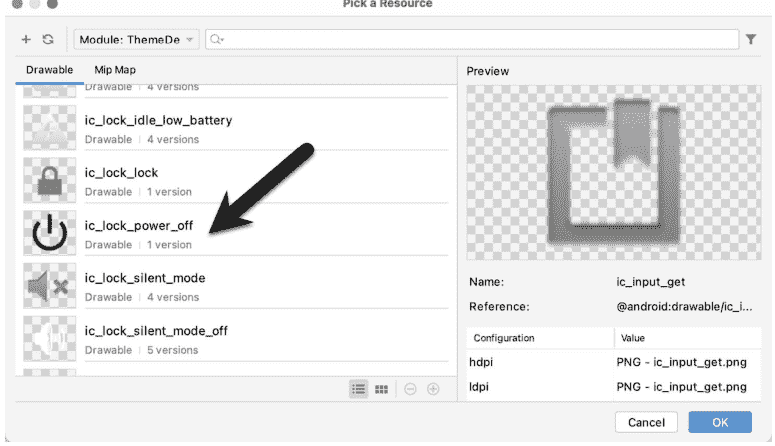 Pick a Resource
Module: ThemeDe
Drawable Mip Map
Drawable | 4 versions
ic_lock_idle_low_battery
Drawable | 4 versions
ic_lock_lock
Drawable | 1 version
ic_lock_power_off
Drawable | 1 version
ic_lock_silent_mode
Drawable | 4 versions
ic_lock_silent_mode_off
Drawable | 5 versions
Preview
Name: ic_input_get
Reference: @android:drawable/ic_i...
Configuration Value
hdpi PNG - ic_input_get.png
ldpi PNG - ic_input_get.png
Cancel OK